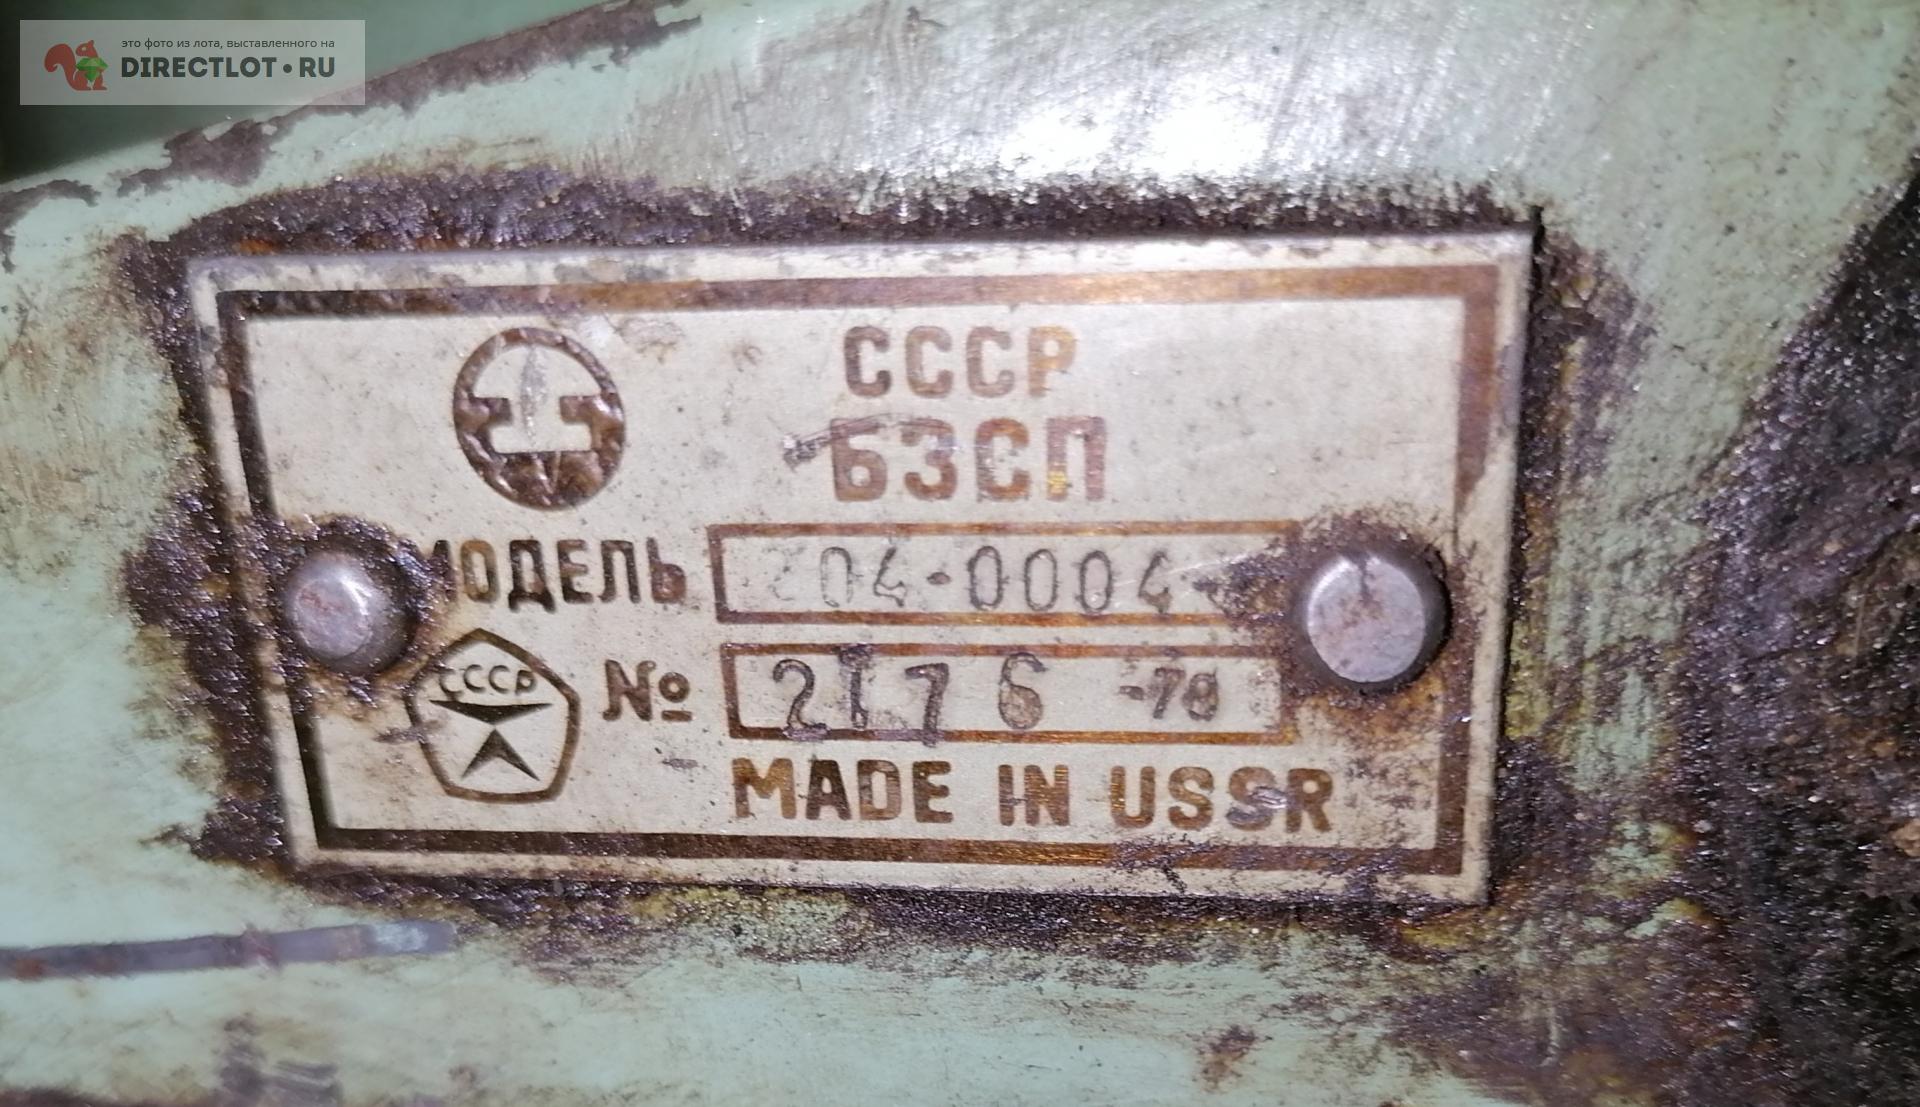 это фото из лота, выставленного на
DIRECTLOT.RU
СССР
БЗСП
МОДЕЛЬ 7204-0004-
СССР
№ 2176 -78
MADE IN USSR